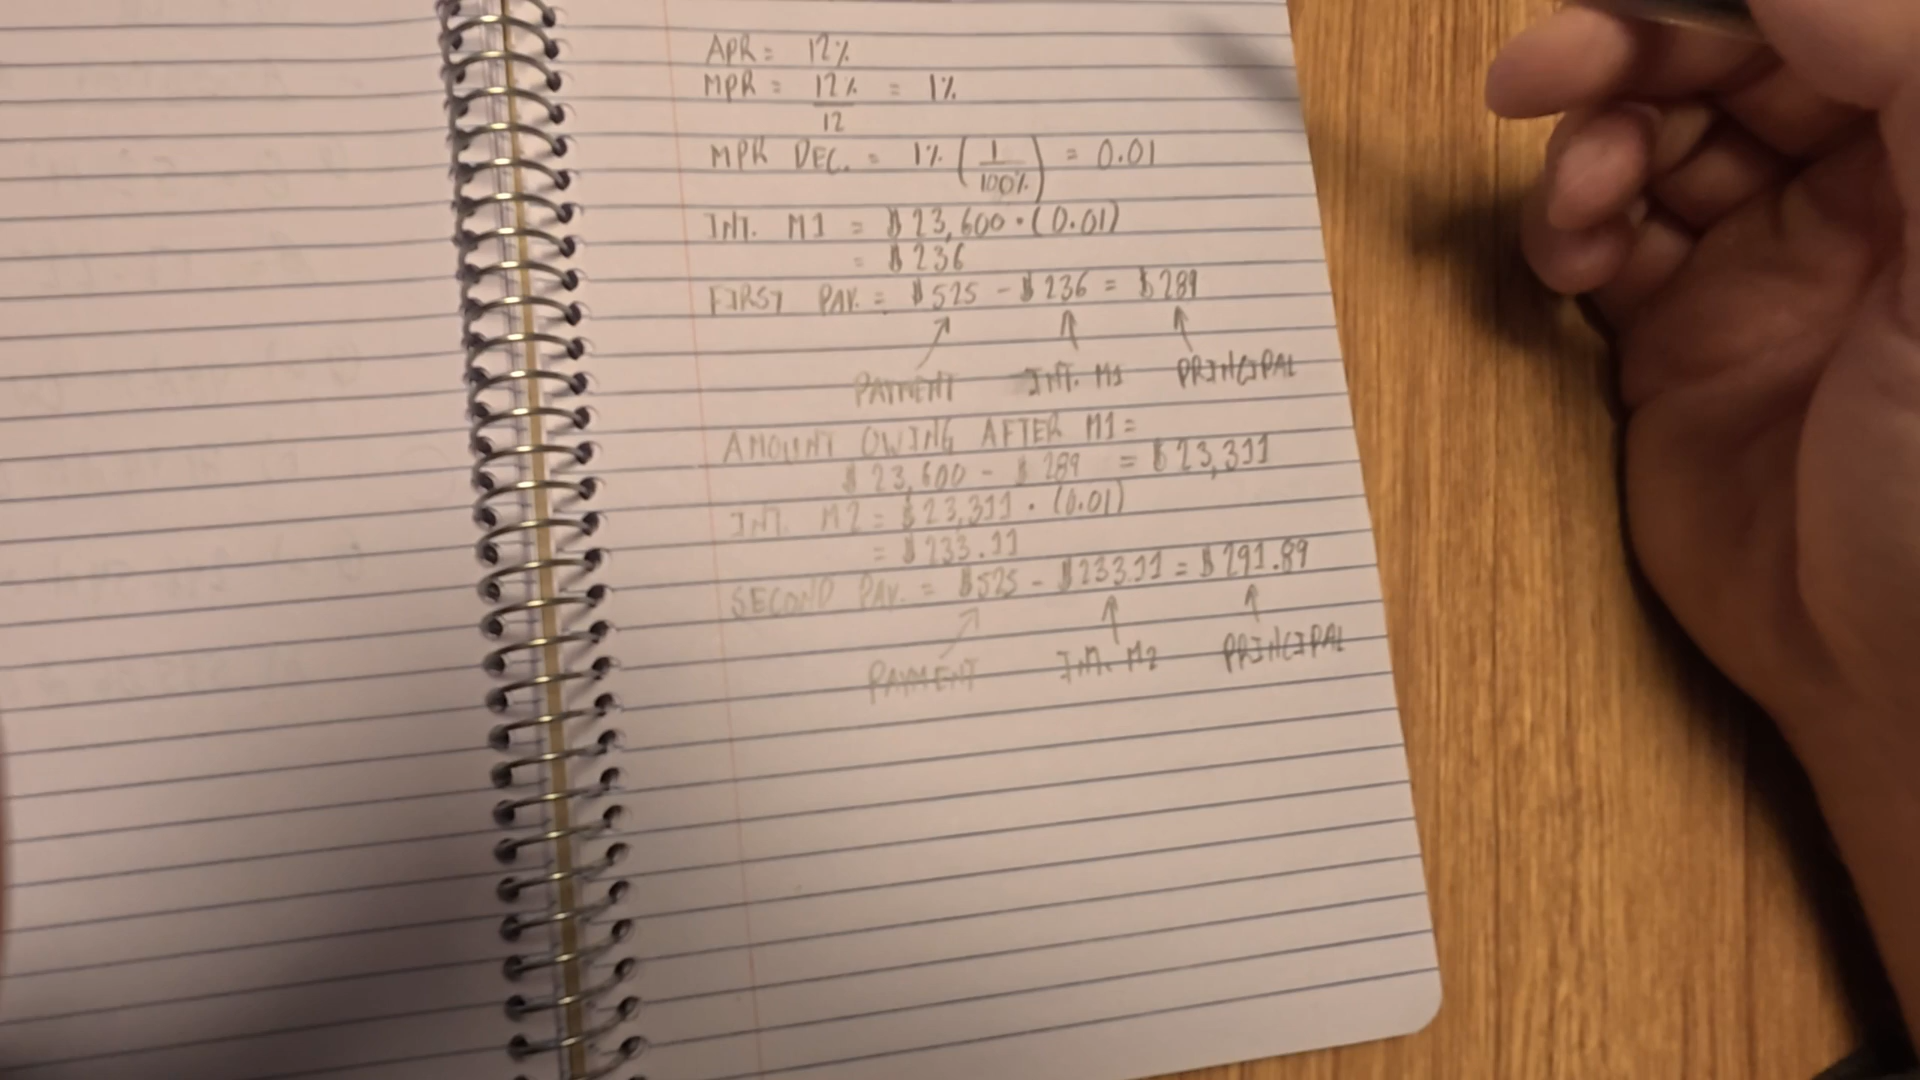 APR = 12%
MPR = 12% = 1%
12
MPR DEC. = 1% (1/100%) = 0.01
INT. M1 = $23,600 · (0.01)
= $236
FIRST PAY. = $525 - $236 = $289
PAYMENT INT. M1 PRINCIPAL
AMOUNT OWING AFTER M1 =
$23,600 - $289 = $23,311
INT. M2 = $23,311 · (0.01)
= $233.11
SECOND PAY. = $525 - $233.11 = $291.89
PAYMENT INT. M2 PRINCIPAL